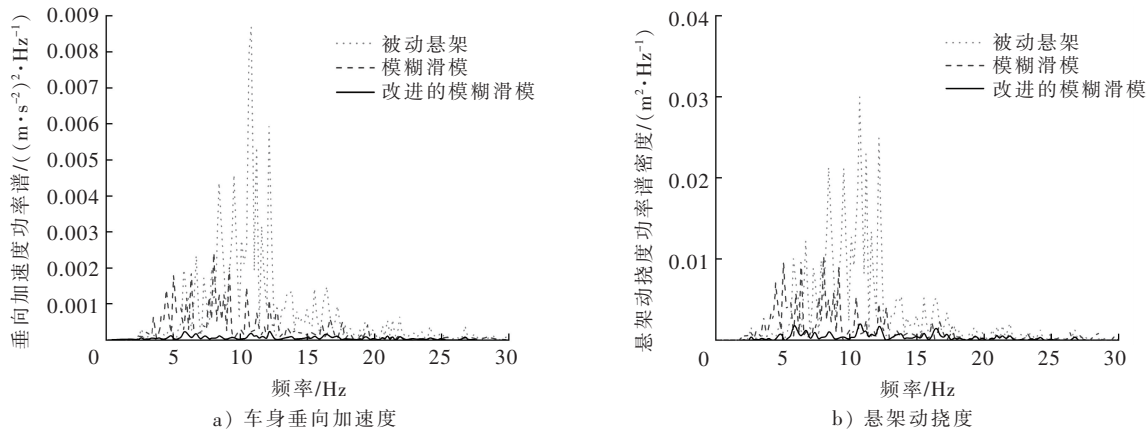 0.009
0.008
0.007
0.006
0.005
0.004
0.003
0.002
0.001
0
5
10
15
20
25
30
垂向加速度功率谱/((m·s⁻²)²·Hz⁻¹)
被动悬架
模糊滑模
改进的模糊滑模
频率/Hz
a) 车身垂向加速度
0.04
0.03
0.02
0.01
0
5
10
15
20
25
30
悬架动挠度功率谱密度/(m²·Hz⁻¹)
被动悬架
模糊滑模
改进的模糊滑模
频率/Hz
b) 悬架动挠度